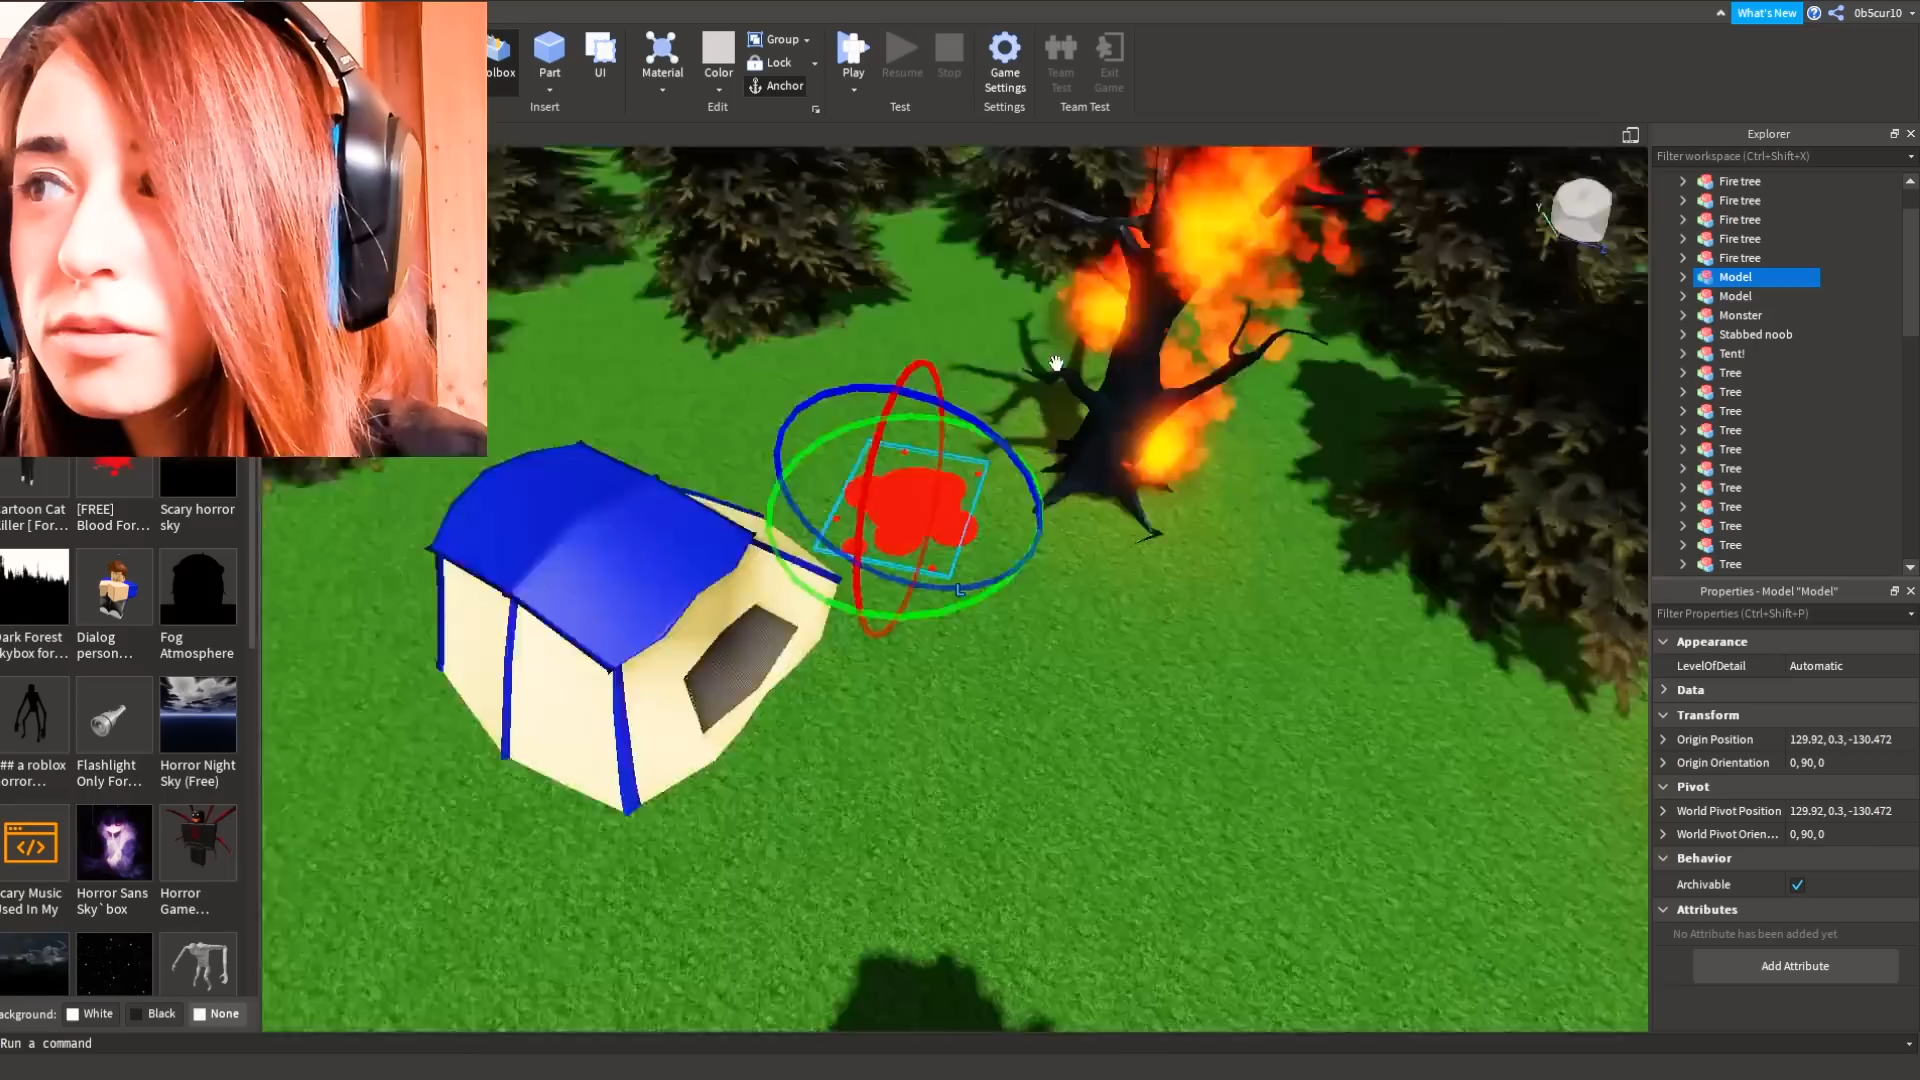 What's New
0b5cur10
olbox
Part
UI
Insert
Material
Color
Group
Lock
Anchor
Edit
Play
Resume
Stop
Test
Game
Settings
Settings
Team
Test
Exit
Game
Team Test
Explorer
Filter workspace (Ctrl+Shift+X)
Fire tree
Fire tree
Fire tree
Fire tree
Fire tree
Model
Model
Monster
Stabbed noob
Tent!
Tree
Tree
Tree
Tree
Tree
Tree
Tree
Tree
Tree
Tree
Tree
Properties - Model "Model"
Filter Properties (Ctrl+Shift+P)
Appearance
LevelOfDetail Automatic
Data
Transform
Origin Position 129.92, 0.3, -130.472
Origin Orientation 0, 90, 0
Pivot
World Pivot Position 129.92, 0.3, -130.472
World Pivot Orien... 0, 90, 0
Behavior
Archivable
Attributes
No Attribute has been added yet
Add Attribute
Y
Z
L
artoon Cat
iller [ For...
[FREE]
Blood For...
Scary horror
sky
ark Forest
kybox for...
Dialog
person...
Fog
Atmosphere
## a roblox
orror...
Flashlight
Only For...
Horror Night
Sky (Free)
cary Music
sed In My
Horror Sans
Sky`box
Horror
Game...
ackground: White Black None
Run a command